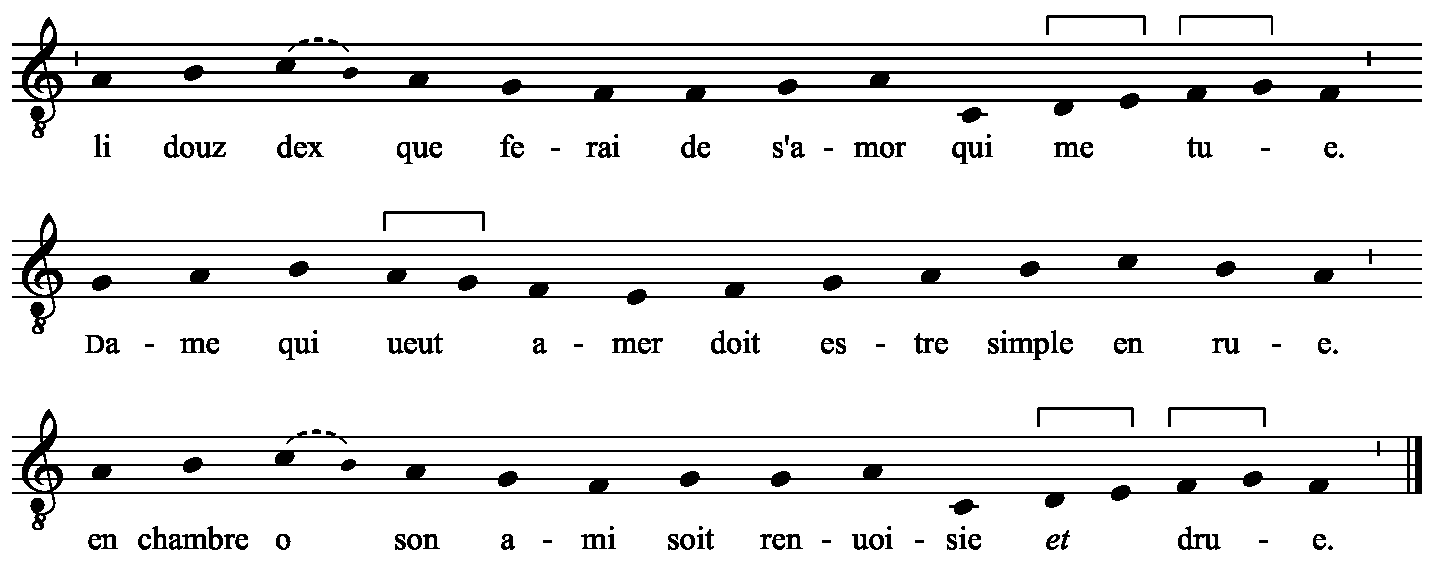 li douz dex que fe - rai de s'a - mor qui me tu - e.
Da - me qui ueut a - mer doit es - tre simple en ru - e.
en chambre o son a - mi soit ren - uoi - sie et dru - e.